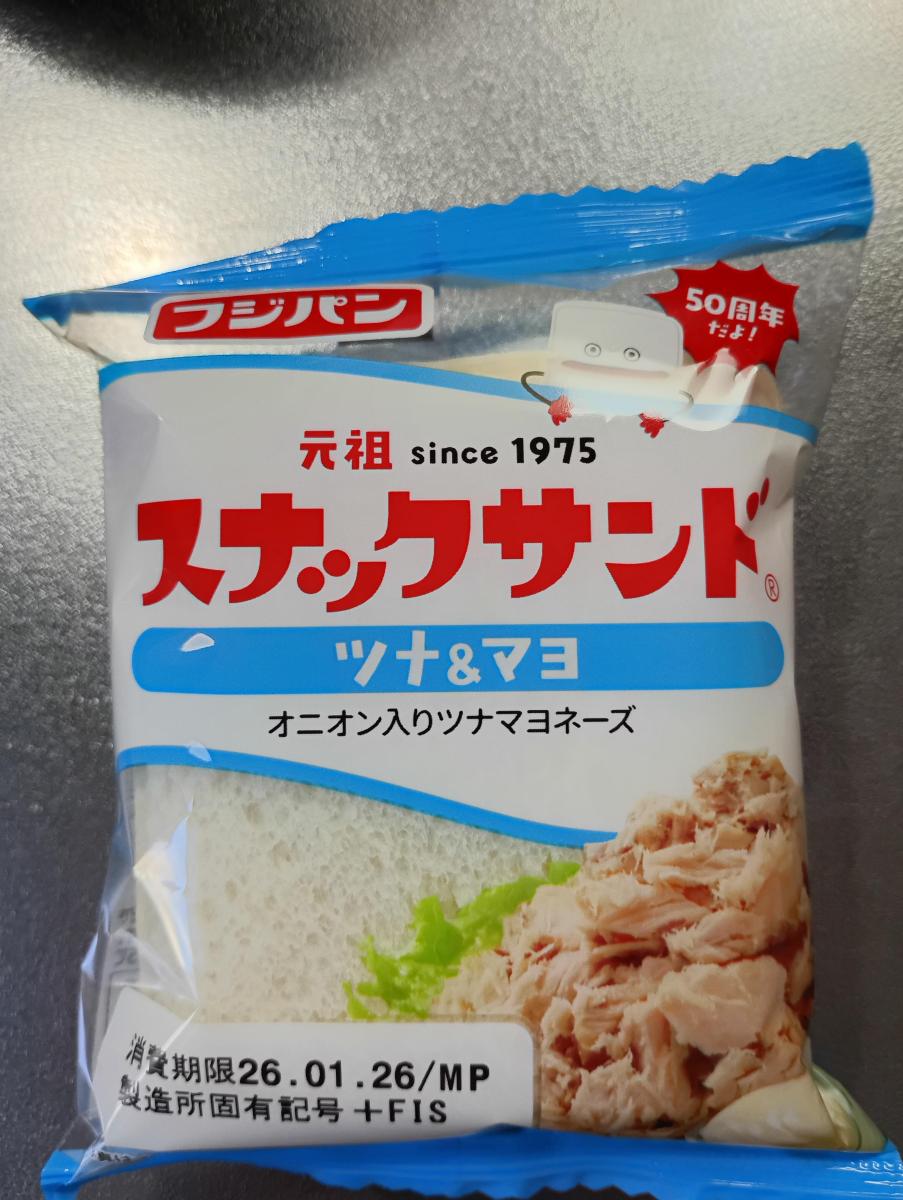 フジパン
50周年
だよ!
元祖 since 1975
スナックサンド®
ツナ&マヨ
オニオン入りツナマヨネーズ
消費期限26.01.26/MP
製造所固有記号+FIS